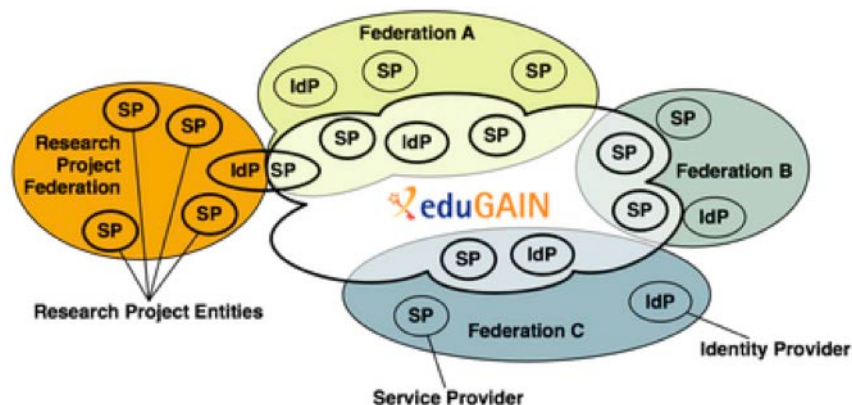 Federation A
IdP
SP
SP
SP
IdP
SP
Research
Project
Federation
SP
SP
SP
SP
IdP SP
Research Project Entities
eduGAIN
SP
SP
Federation B
SP
IdP
SP
IdP
SP
Federation C
IdP
Identity Provider
Service Provider